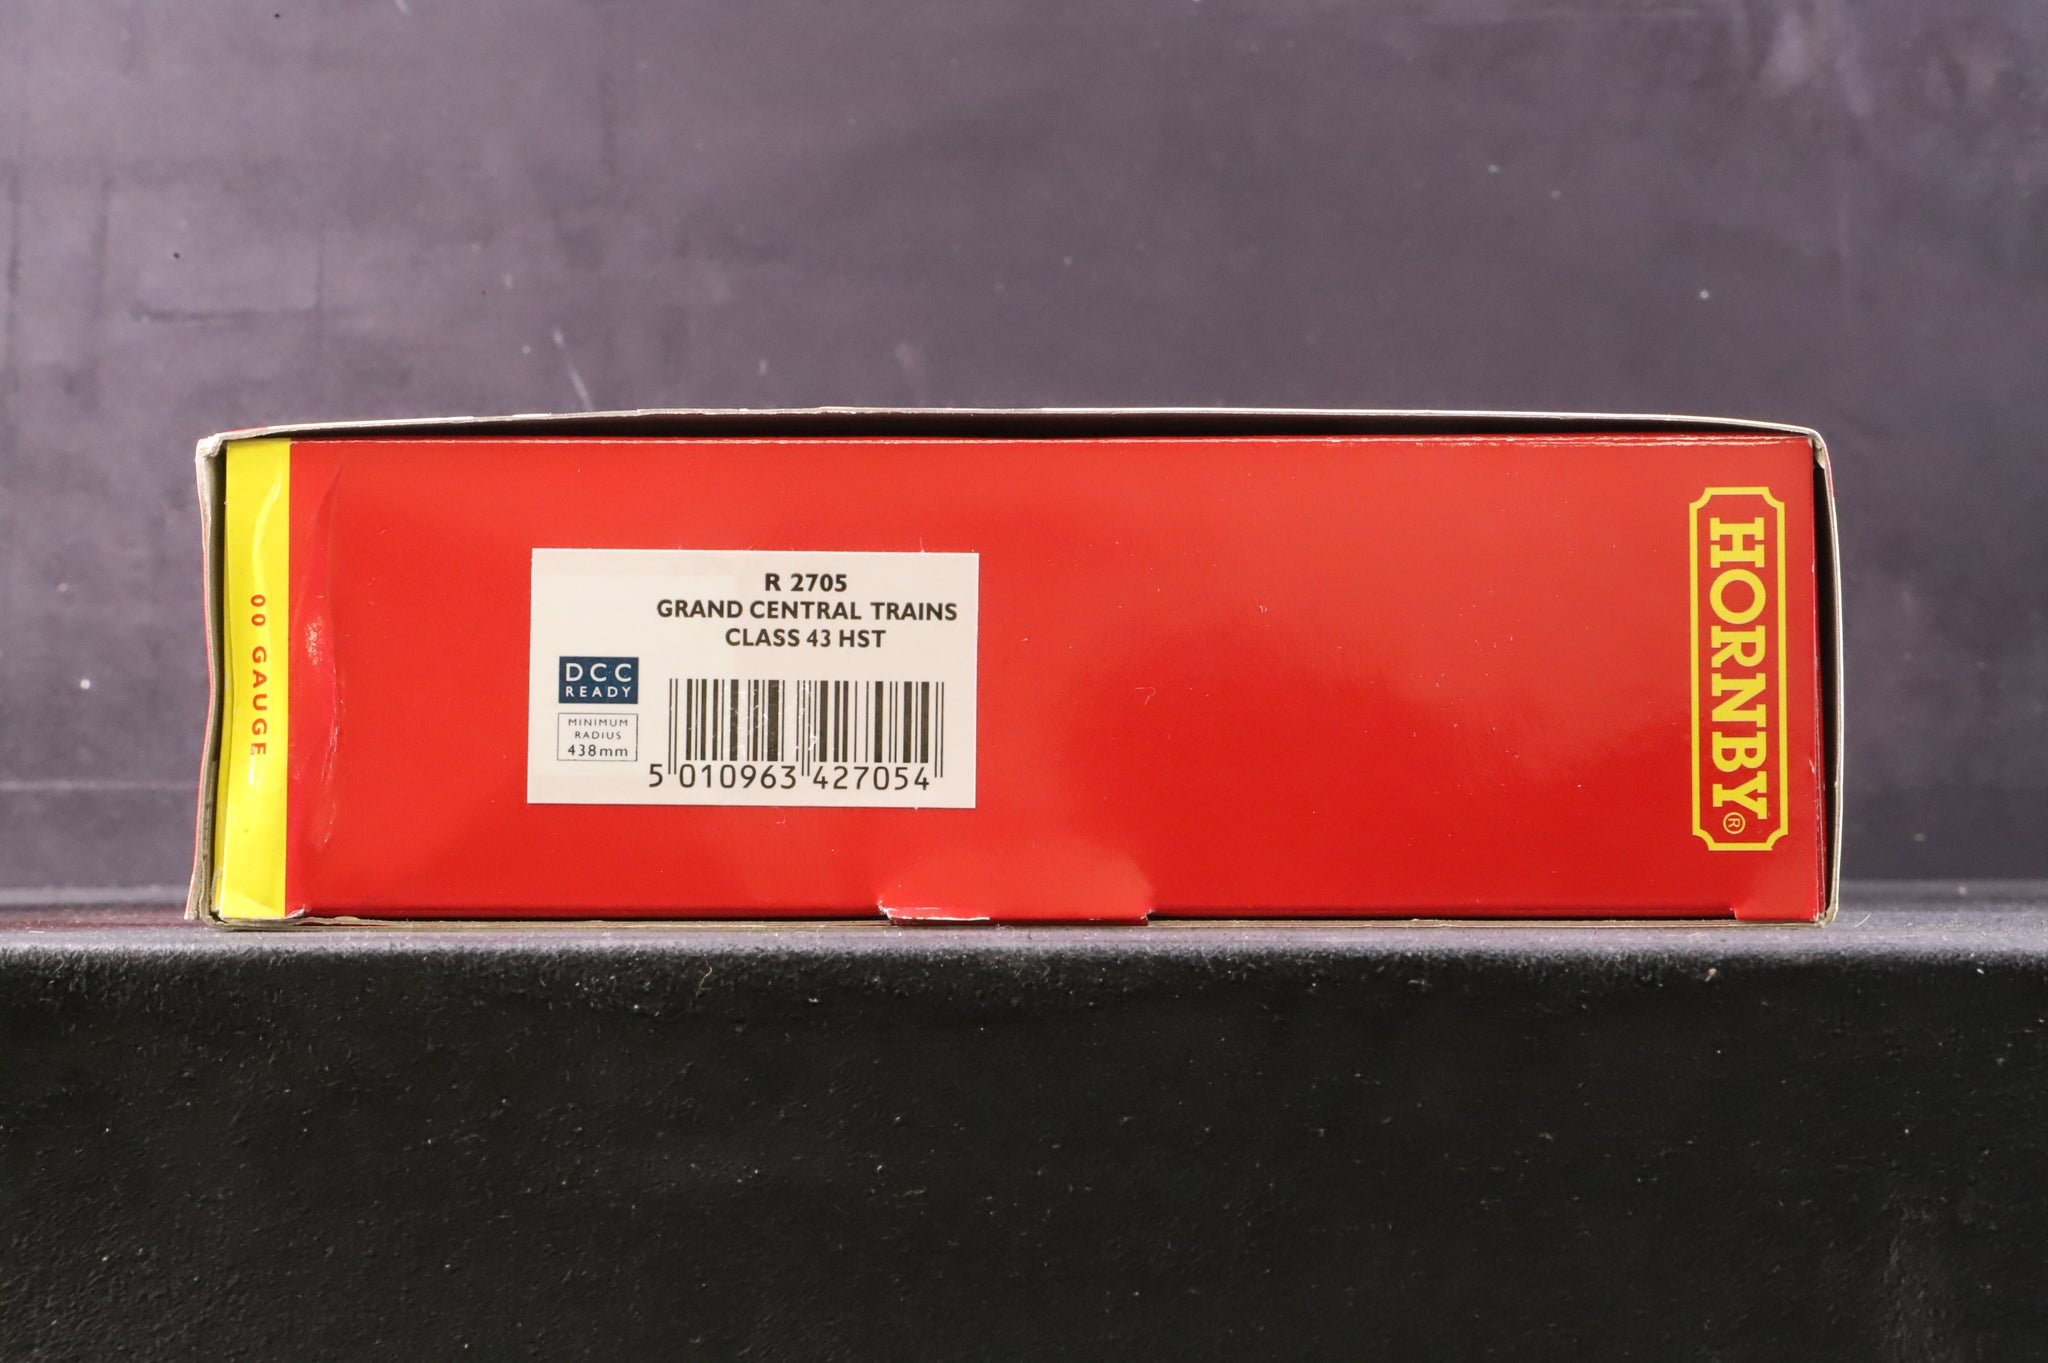 00 GAUGE
R 2705
GRAND CENTRAL TRAINS
CLASS 43 HST
DCC
READY
MINIMUM
RADIUS
438mm
5 010963 427054
HORNBY®